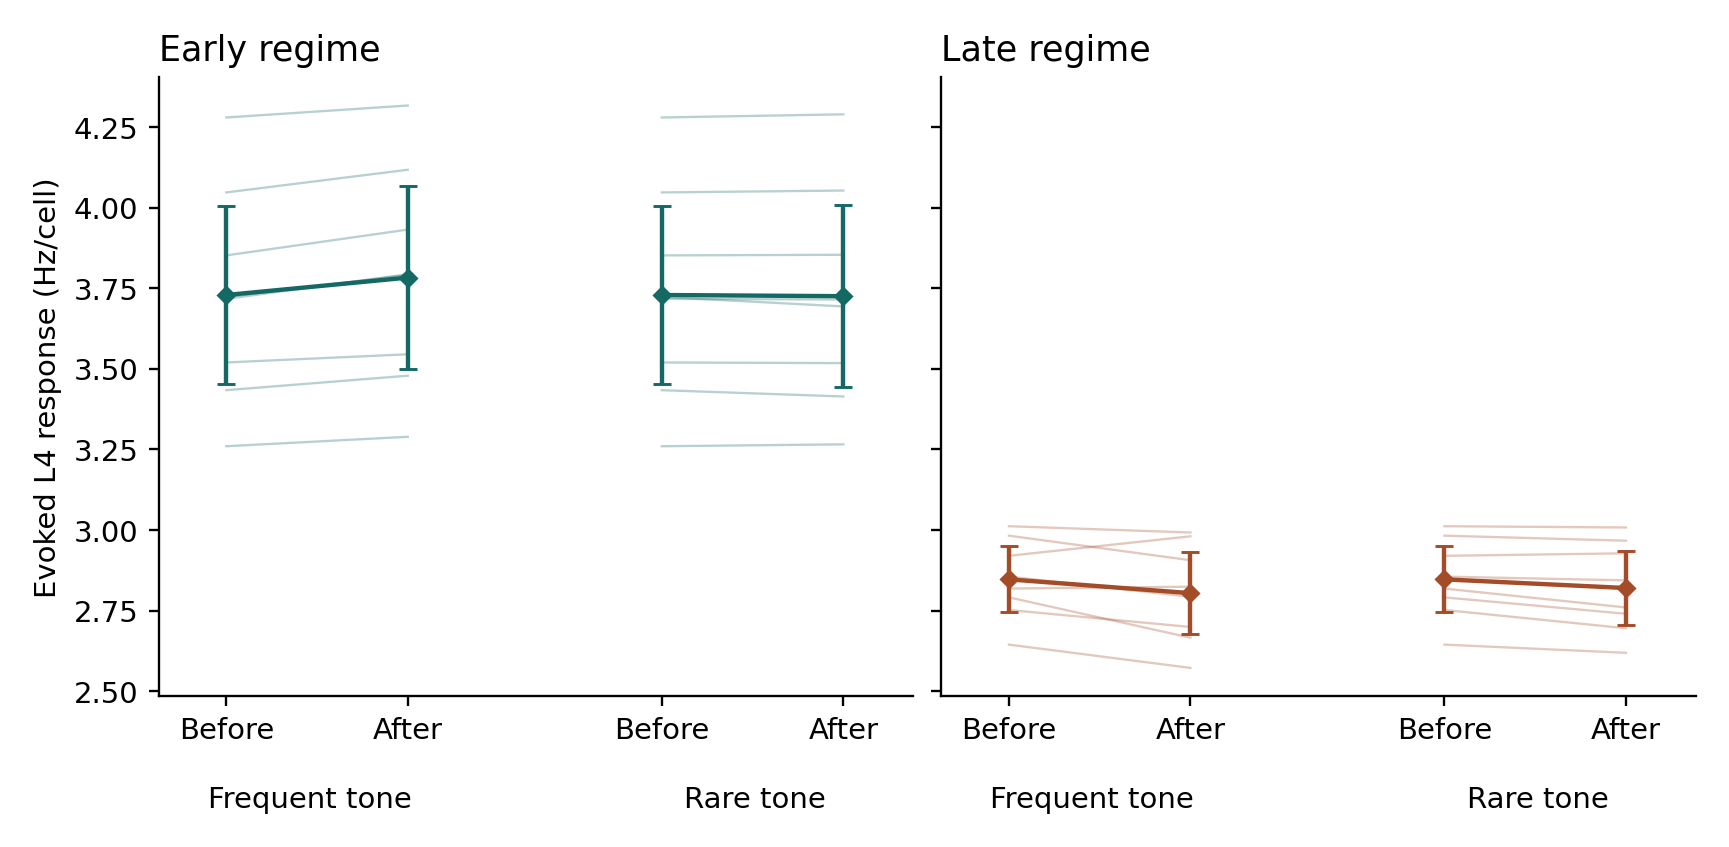 Early regime
Late regime
Evoked L4 response (Hz/cell)
4.25
4.00
3.75
3.50
3.25
3.00
2.75
2.50
Before After Before After
Before After Before After
Frequent tone Rare tone
Frequent tone Rare tone